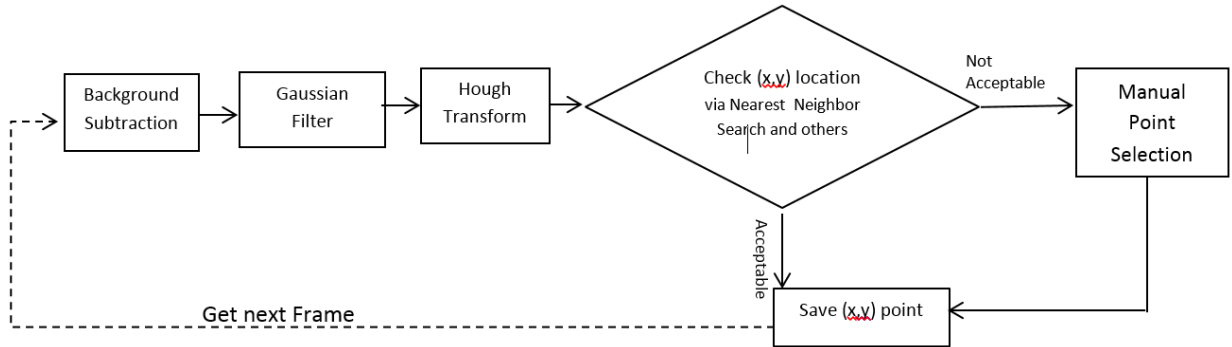 Background
Subtraction
Gaussian
Filter
Hough
Transform
Check (x,y) location
via Nearest Neighbor
Search and others
Not
Acceptable
Manual
Point
Selection
Acceptable
Save (x,y) point
Get next Frame